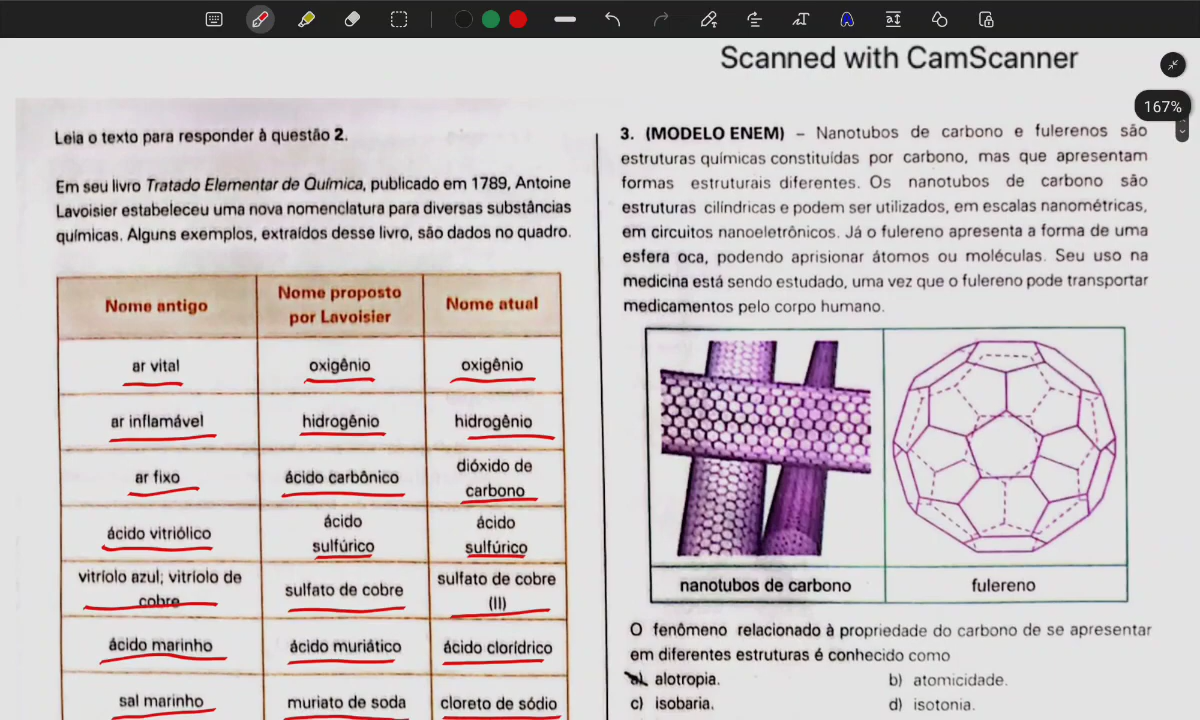 Scanned with CamScanner
167%
Leia o texto para responder à questão 2.
Em seu livro Tratado Elementar de Química, publicado em 1789, Antoine
Lavoisier estabeleceu uma nova nomenclatura para diversas substâncias
químicas. Alguns exemplos, extraídos desse livro, são dados no quadro.
Nome antigo
Nome proposto
por Lavoisier
Nome atual
ar vital
oxigênio
oxigênio
ar inflamável
hidrogênio
hidrogênio
ar fixo
ácido carbônico
dióxido de
carbono
ácido vitriólico
ácido
sulfúrico
ácido
sulfúrico
vitríolo azul; vitríolo de
cobre
sulfato de cobre
sulfato de cobre
(II)
ácido marinho
ácido muriático
ácido clorídrico
sal marinho
muriato de soda
cloreto de sódio
3. (MODELO ENEM) – Nanotubos de carbono e fulerenos são
estruturas químicas constituídas por carbono, mas que apresentam
formas estruturais diferentes. Os nanotubos de carbono são
estruturas cilíndricas e podem ser utilizados, em escalas nanométricas,
em circuitos nanoeletrônicos. Já o fulereno apresenta a forma de uma
esfera oca, podendo aprisionar átomos ou moléculas. Seu uso na
medicina está sendo estudado, uma vez que o fulereno pode transportar
medicamentos pelo corpo humano.
nanotubos de carbono
fulereno
O fenômeno relacionado à propriedade do carbono de se apresentar
em diferentes estruturas é conhecido como
a) alotropia.
b) atomicidade.
c) isobaria.
d) isotonia.